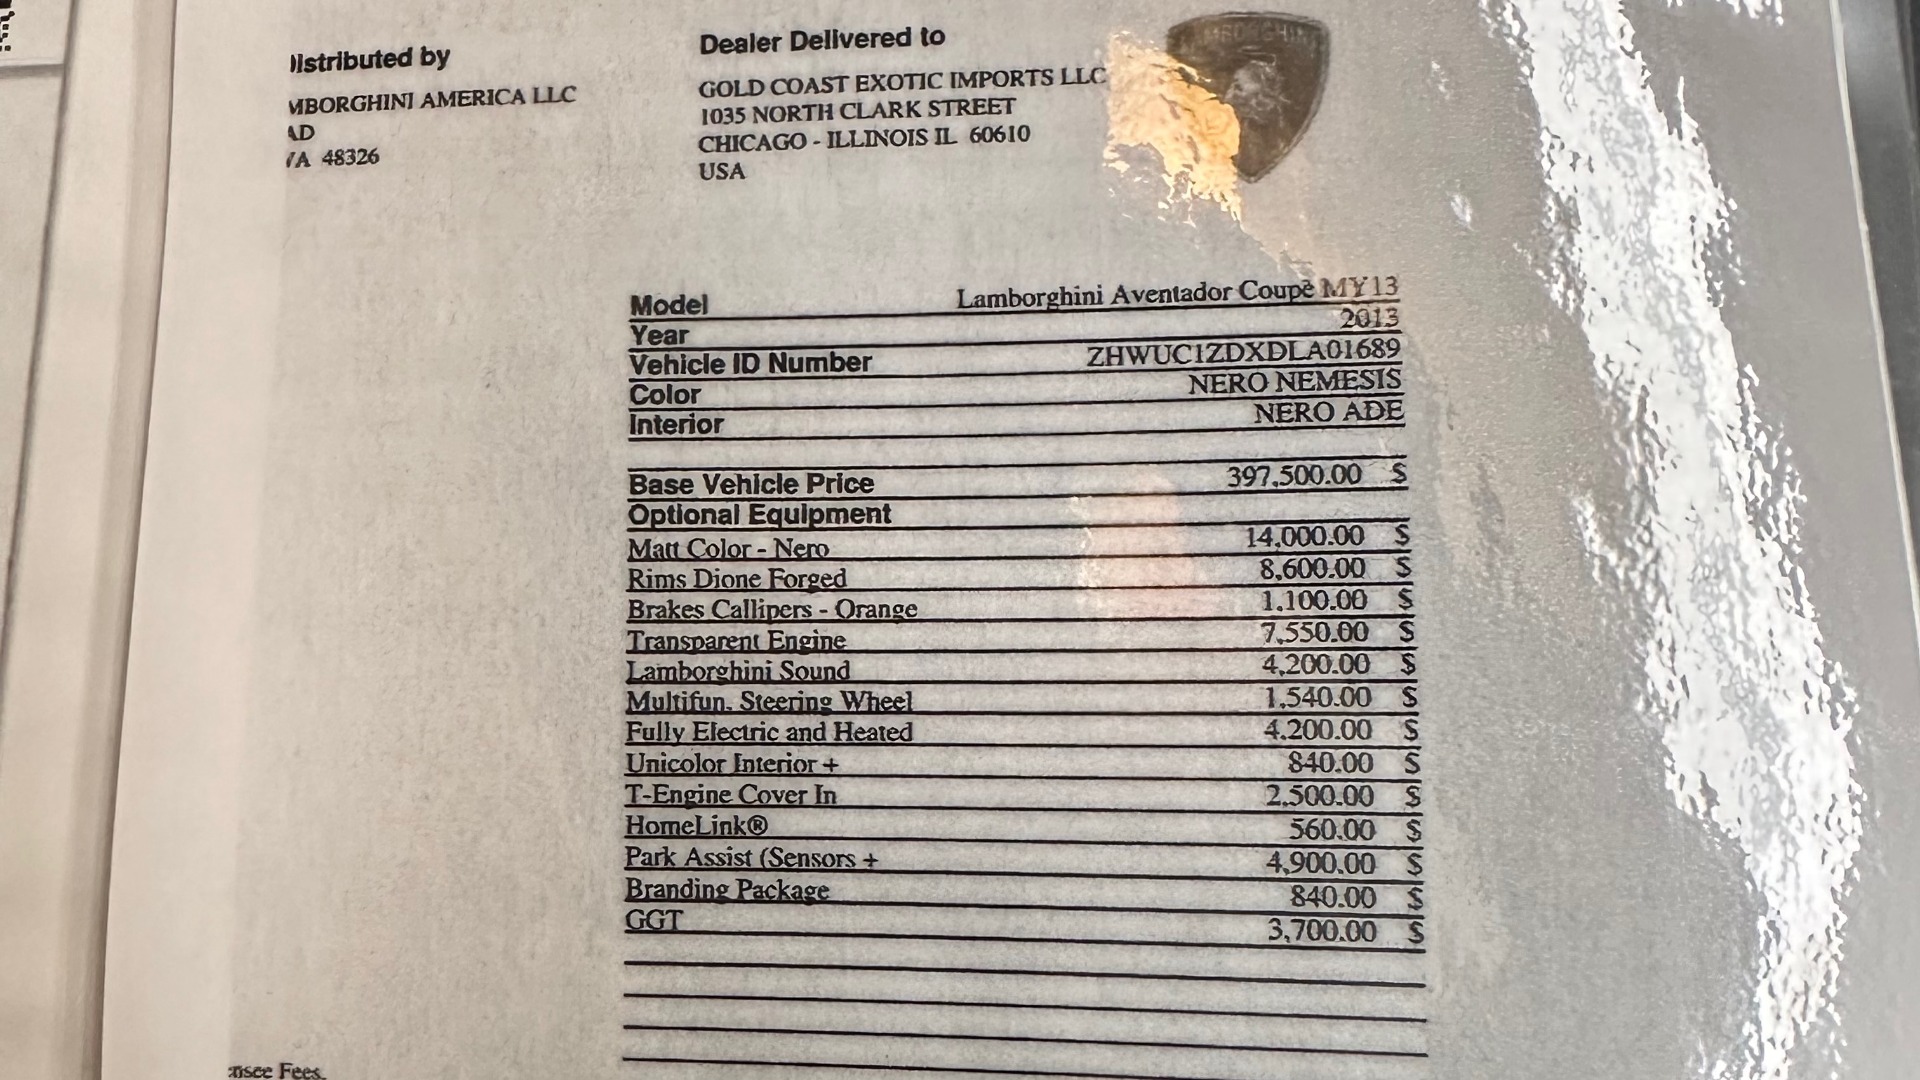 istributed by
MBORGHINI AMERICA LLC
AD
48326
Dealer Delivered to
GOLD COAST EXOTIC IMPORTS LLC
1035 NORTH CLARK STREET
CHICAGO - ILLINOIS IL 60610
USA
Model Lamborghini Aventador Coupè MY13
Year 2013
Vehicle ID Number ZHWUC1ZDXDLA01689
Color NERO NEMESIS
Interior NERO ADE
Base Vehicle Price 397,500.00 $
Optional Equipment
Matt Color - Nero 14,000.00 $
Rims Dione Forged 8,600.00 $
Brakes Callipers - Orange 1,100.00 $
Transparent Engine 7,550.00 $
Lamborghini Sound 4,200.00 $
Multifun. Steering Wheel 1,540.00 $
Fully Electric and Heated 4,200.00 $
Unicolor Interior + 840.00 $
T-Engine Cover In 2,500.00 $
HomeLink® 560.00 $
Park Assist (Sensors + 4,900.00 $
Branding Package 840.00 $
GGT 3,700.00 $
Fees,